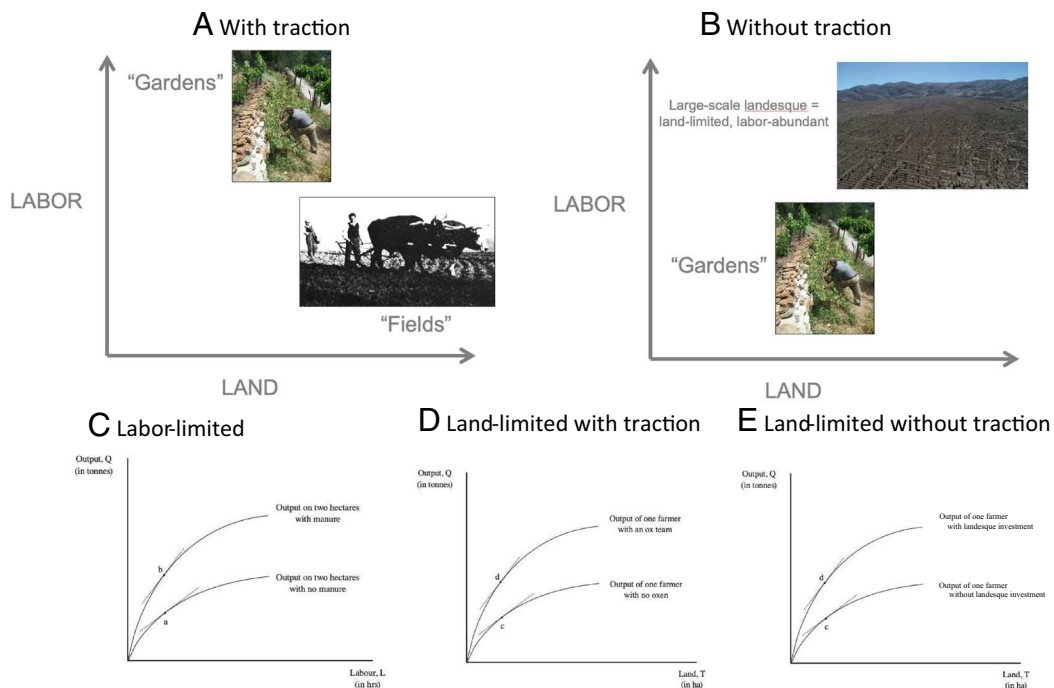 A With traction
"Gardens"
LABOR
"Fields"
LAND
B Without traction
Large-scale landesque =
land-limited, labor-abundant
LABOR
"Gardens"
LAND
C Labor-limited
Output, Q
(in tonnes)
Output on two hectares
with manure
b
Output on two hectares
with no manure
a
Labour, L
(in hrs)
D Land-limited with traction
Output, Q
(in tonnes)
Output of one farmer
with an ox team
d
Output of one farmer
with no oxen
c
Land, T
(in ha)
E Land-limited without traction
Output, Q
(in tonnes)
Output of one farmer
with landesque investment
d
Output of one farmer
without landesque investment
c
Land, T
(in ha)